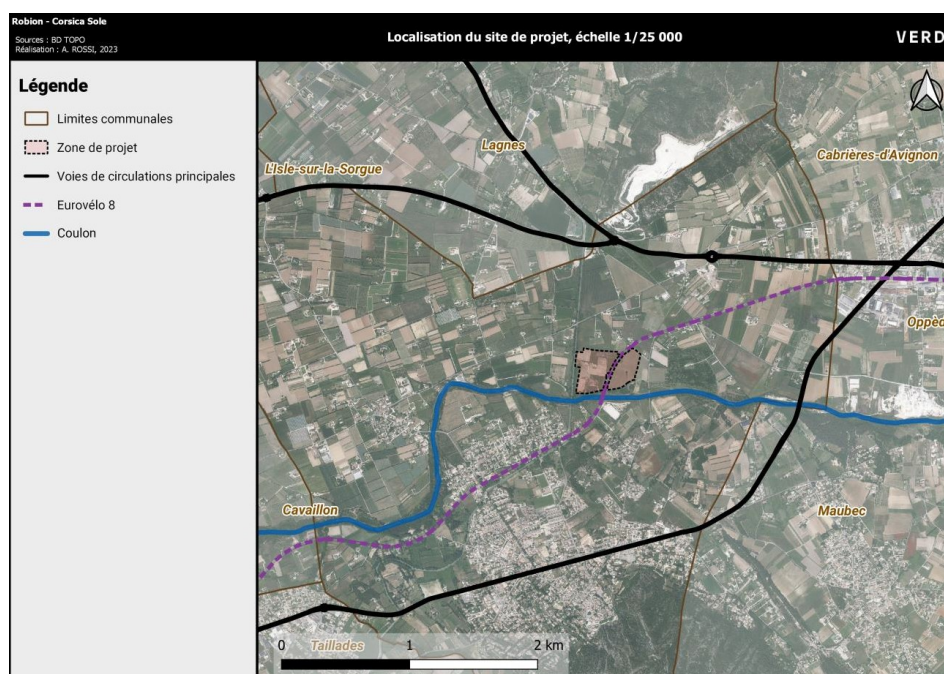 Robion - Corsica Sole
Sources : BD TOPO
Réalisation : A. ROSSI, 2023
Localisation du site de projet, échelle 1/25 000
VERD
Légende
Limites communales
Zone de projet
Voies de circulations principales
Eurovélo 8
Coulon
Lagnes
L'Isle-sur-la-Sorgue
Cabrières-d'Avignon
Oppèd
Cavaillon
Maubec
Taillades
0 1 2 km